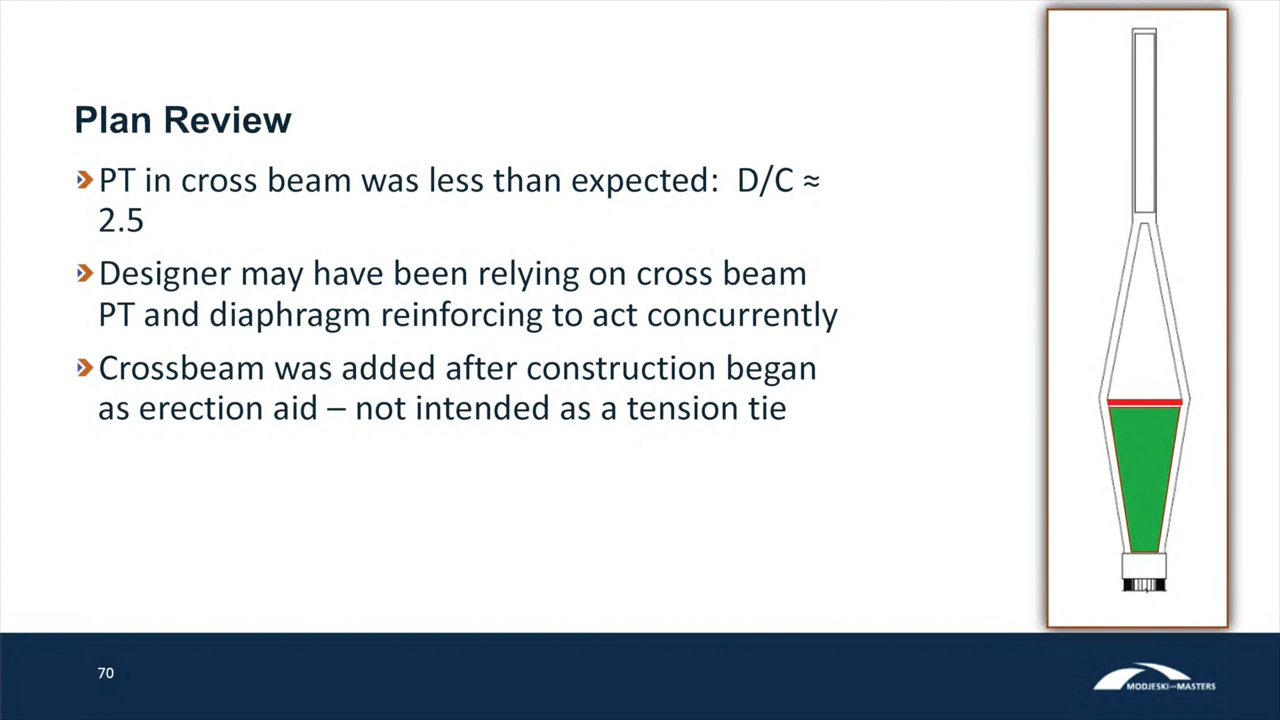 Plan Review
PT in cross beam was less than expected:  D/C ≈
2.5
Designer may have been relying on cross beam
PT and diaphragm reinforcing to act concurrently
Crossbeam was added after construction began
as erection aid – not intended as a tension tie
70
MODJESKI and MASTERS